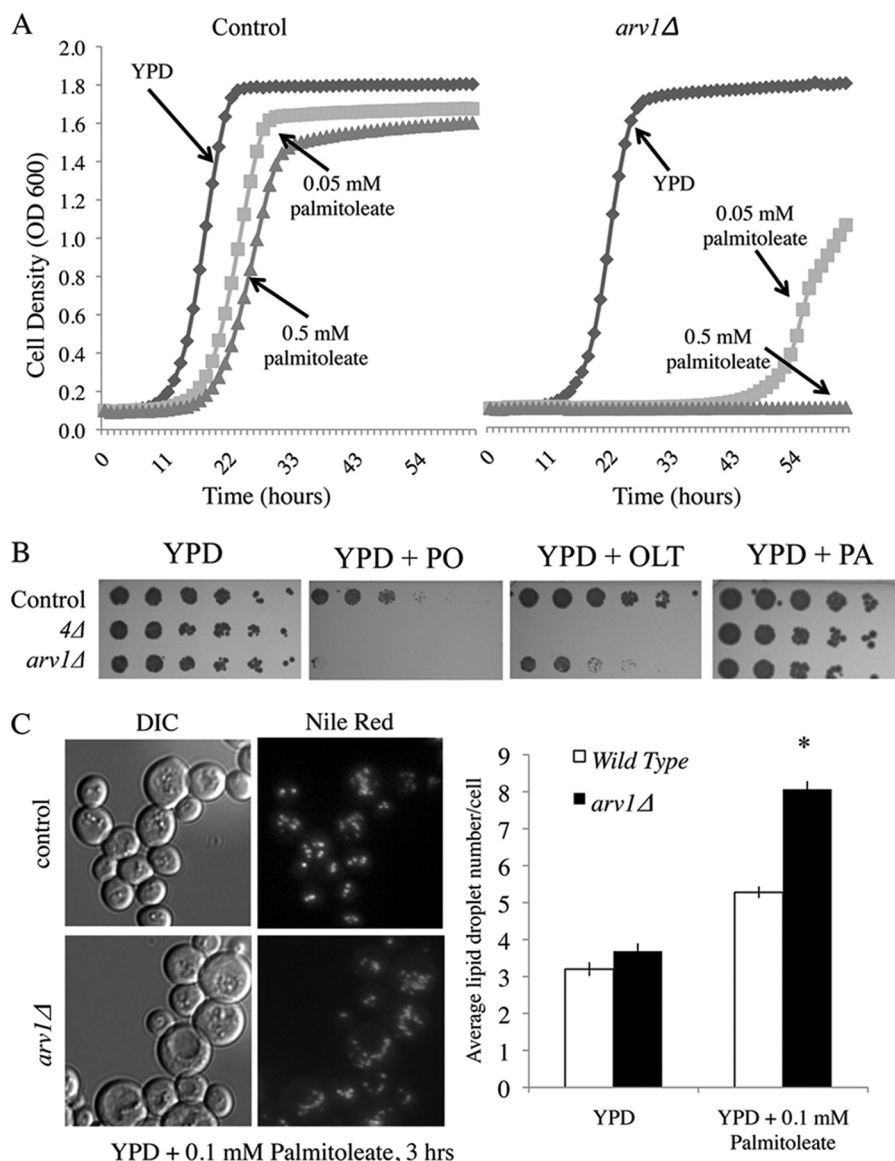 A
Control
arv1Δ
Cell Density (OD 600)
2.0
1.8
1.6
1.4
1.2
1.0
0.8
0.6
0.4
0.2
0.0
YPD
0.05 mM
palmitoleate
0.5 mM
palmitoleate
0
11
22
33
43
54
Time (hours)
YPD
0.05 mM
palmitoleate
0.5 mM
palmitoleate
0
11
22
33
43
54
Time (hours)
B
YPD
YPD + PO
YPD + OLT
YPD + PA
Control
4Δ
arv1Δ
C
DIC
Nile Red
control
arv1Δ
YPD + 0.1 mM Palmitoleate, 3 hrs
Average lipid droplet number/cell
9
8
7
6
5
4
3
2
1
0
Wild Type
arv1Δ
*
YPD
YPD + 0.1 mM
Palmitoleate